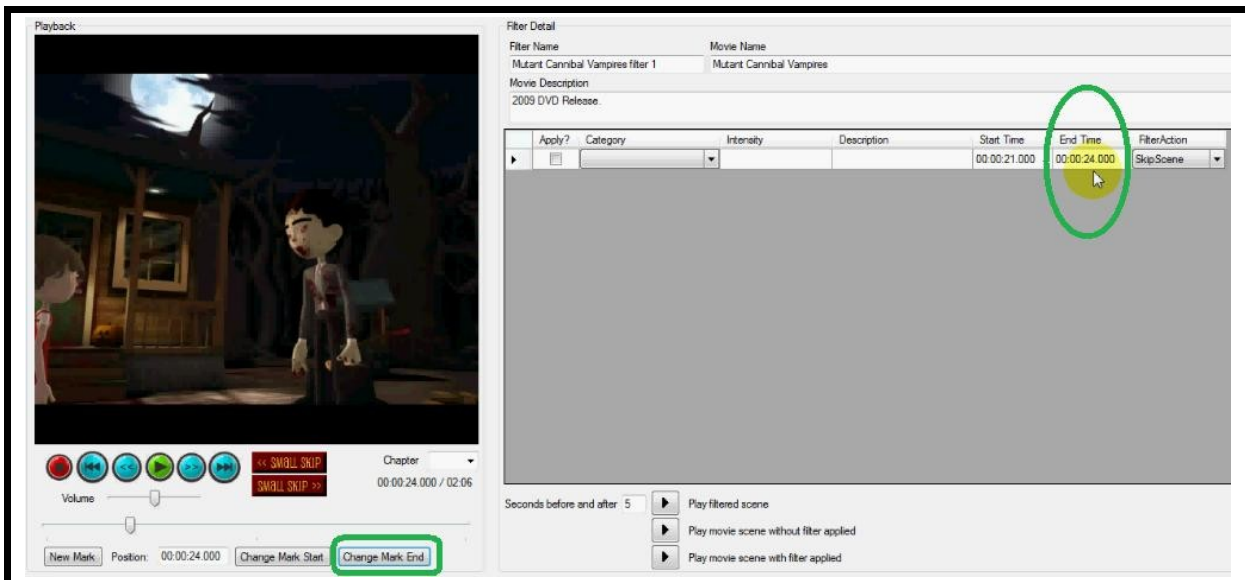 Playback
Filter Detail
Filter Name Movie Name
Mutant Cannibal Vampires filter 1 Mutant Cannibal Vampires
Movie Description
2009 DVD Release.
Apply? Category Intensity Description Start Time End Time FilterAction
00:00:21.000 00:00:24.000 SkipScene
<< SMALL SKIP Chapter
SMALL SKIP >> 00:00:24.000 / 02:06
Volume
Seconds before and after 5 Play filtered scene
Play movie scene without filter applied
New Mark Position: 00:00:24.000 Change Mark Start Change Mark End
Play movie scene with filter applied